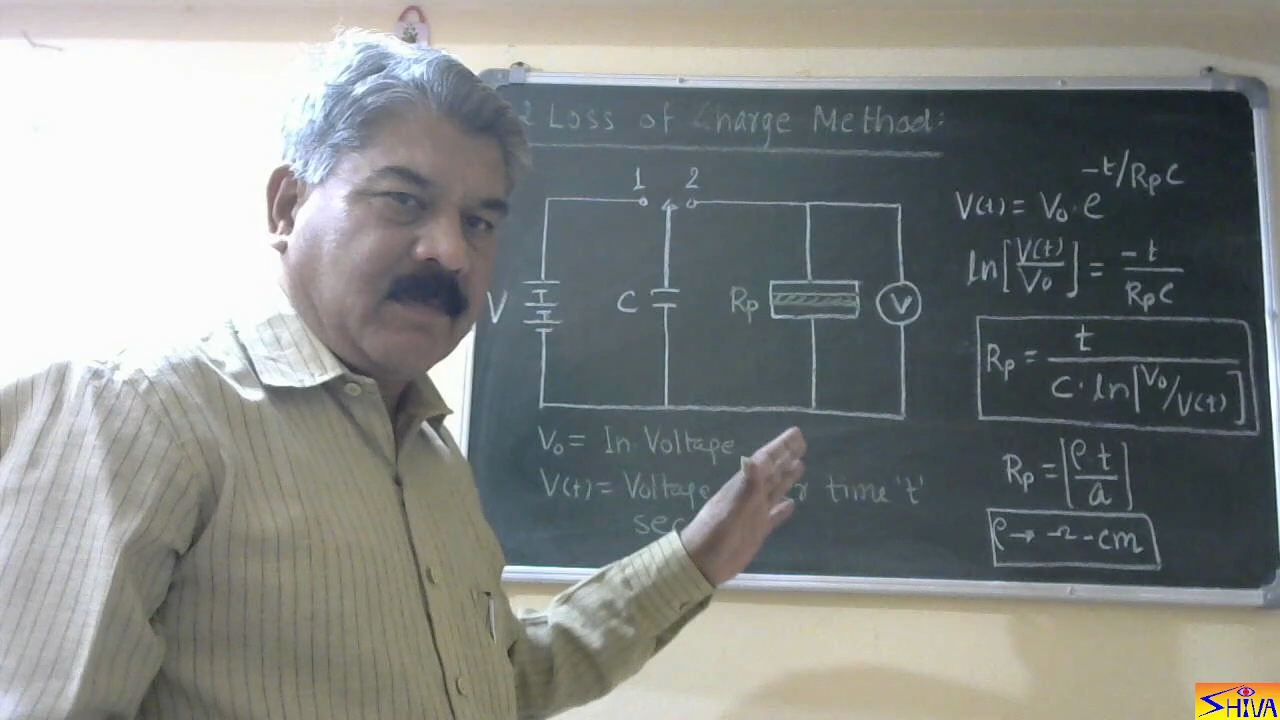 2 Loss of Charge Method:
1 2
V
C
Rp
V
V₀ = In Voltage
V(t) = Voltage time 't'
sec
V(t) = V₀ · e^(-t/RpC)
ln[V(t)/V₀] = -t/RpC
Rp = t/(C · ln[V₀/V(t)])
Rp = [ρ t/a]
ρ → Ω - cm
SHIVA